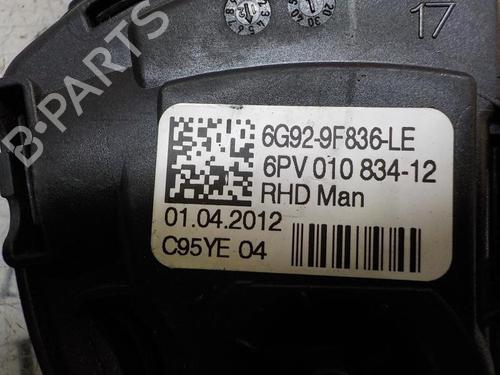 17
B-PARTS
6G92-9F836-LE
6PV 010 834-12
RHD Man
01.04.2012
C95YE 04